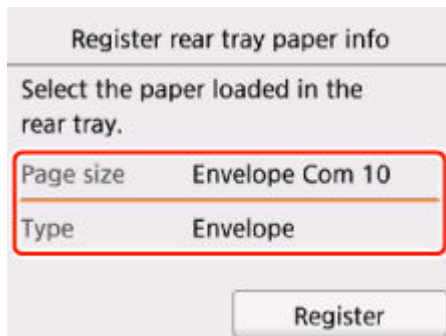 Register rear tray paper info
Select the paper loaded in the
rear tray.
Page size Envelope Com 10
Type Envelope
Register